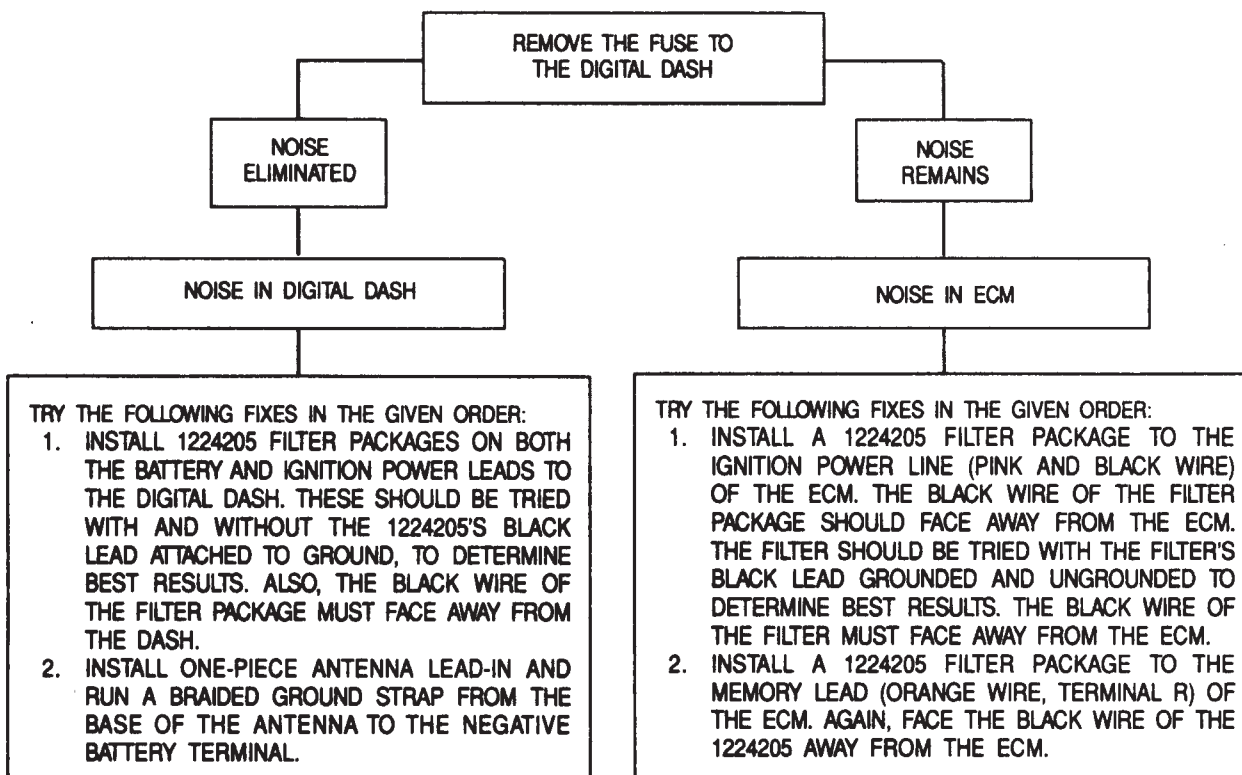 REMOVE THE FUSE TO
THE DIGITAL DASH
NOISE
ELIMINATED
NOISE
REMAINS
NOISE IN DIGITAL DASH
NOISE IN ECM
TRY THE FOLLOWING FIXES IN THE GIVEN ORDER:
1. INSTALL 1224205 FILTER PACKAGES ON BOTH
THE BATTERY AND IGNITION POWER LEADS TO
THE DIGITAL DASH. THESE SHOULD BE TRIED
WITH AND WITHOUT THE 1224205'S BLACK
LEAD ATTACHED TO GROUND, TO DETERMINE
BEST RESULTS. ALSO, THE BLACK WIRE OF
THE FILTER PACKAGE MUST FACE AWAY FROM
THE DASH.
2. INSTALL ONE-PIECE ANTENNA LEAD-IN AND
RUN A BRAIDED GROUND STRAP FROM THE
BASE OF THE ANTENNA TO THE NEGATIVE
BATTERY TERMINAL.
TRY THE FOLLOWING FIXES IN THE GIVEN ORDER:
1. INSTALL A 1224205 FILTER PACKAGE TO THE
IGNITION POWER LINE (PINK AND BLACK WIRE)
OF THE ECM. THE BLACK WIRE OF THE FILTER
PACKAGE SHOULD FACE AWAY FROM THE ECM.
THE FILTER SHOULD BE TRIED WITH THE FILTER'S
BLACK LEAD GROUNDED AND UNGROUNDED TO
DETERMINE BEST RESULTS. THE BLACK WIRE OF
THE FILTER MUST FACE AWAY FROM THE ECM.
2. INSTALL A 1224205 FILTER PACKAGE TO THE
MEMORY LEAD (ORANGE WIRE, TERMINAL R) OF
THE ECM. AGAIN, FACE THE BLACK WIRE OF THE
1224205 AWAY FROM THE ECM.